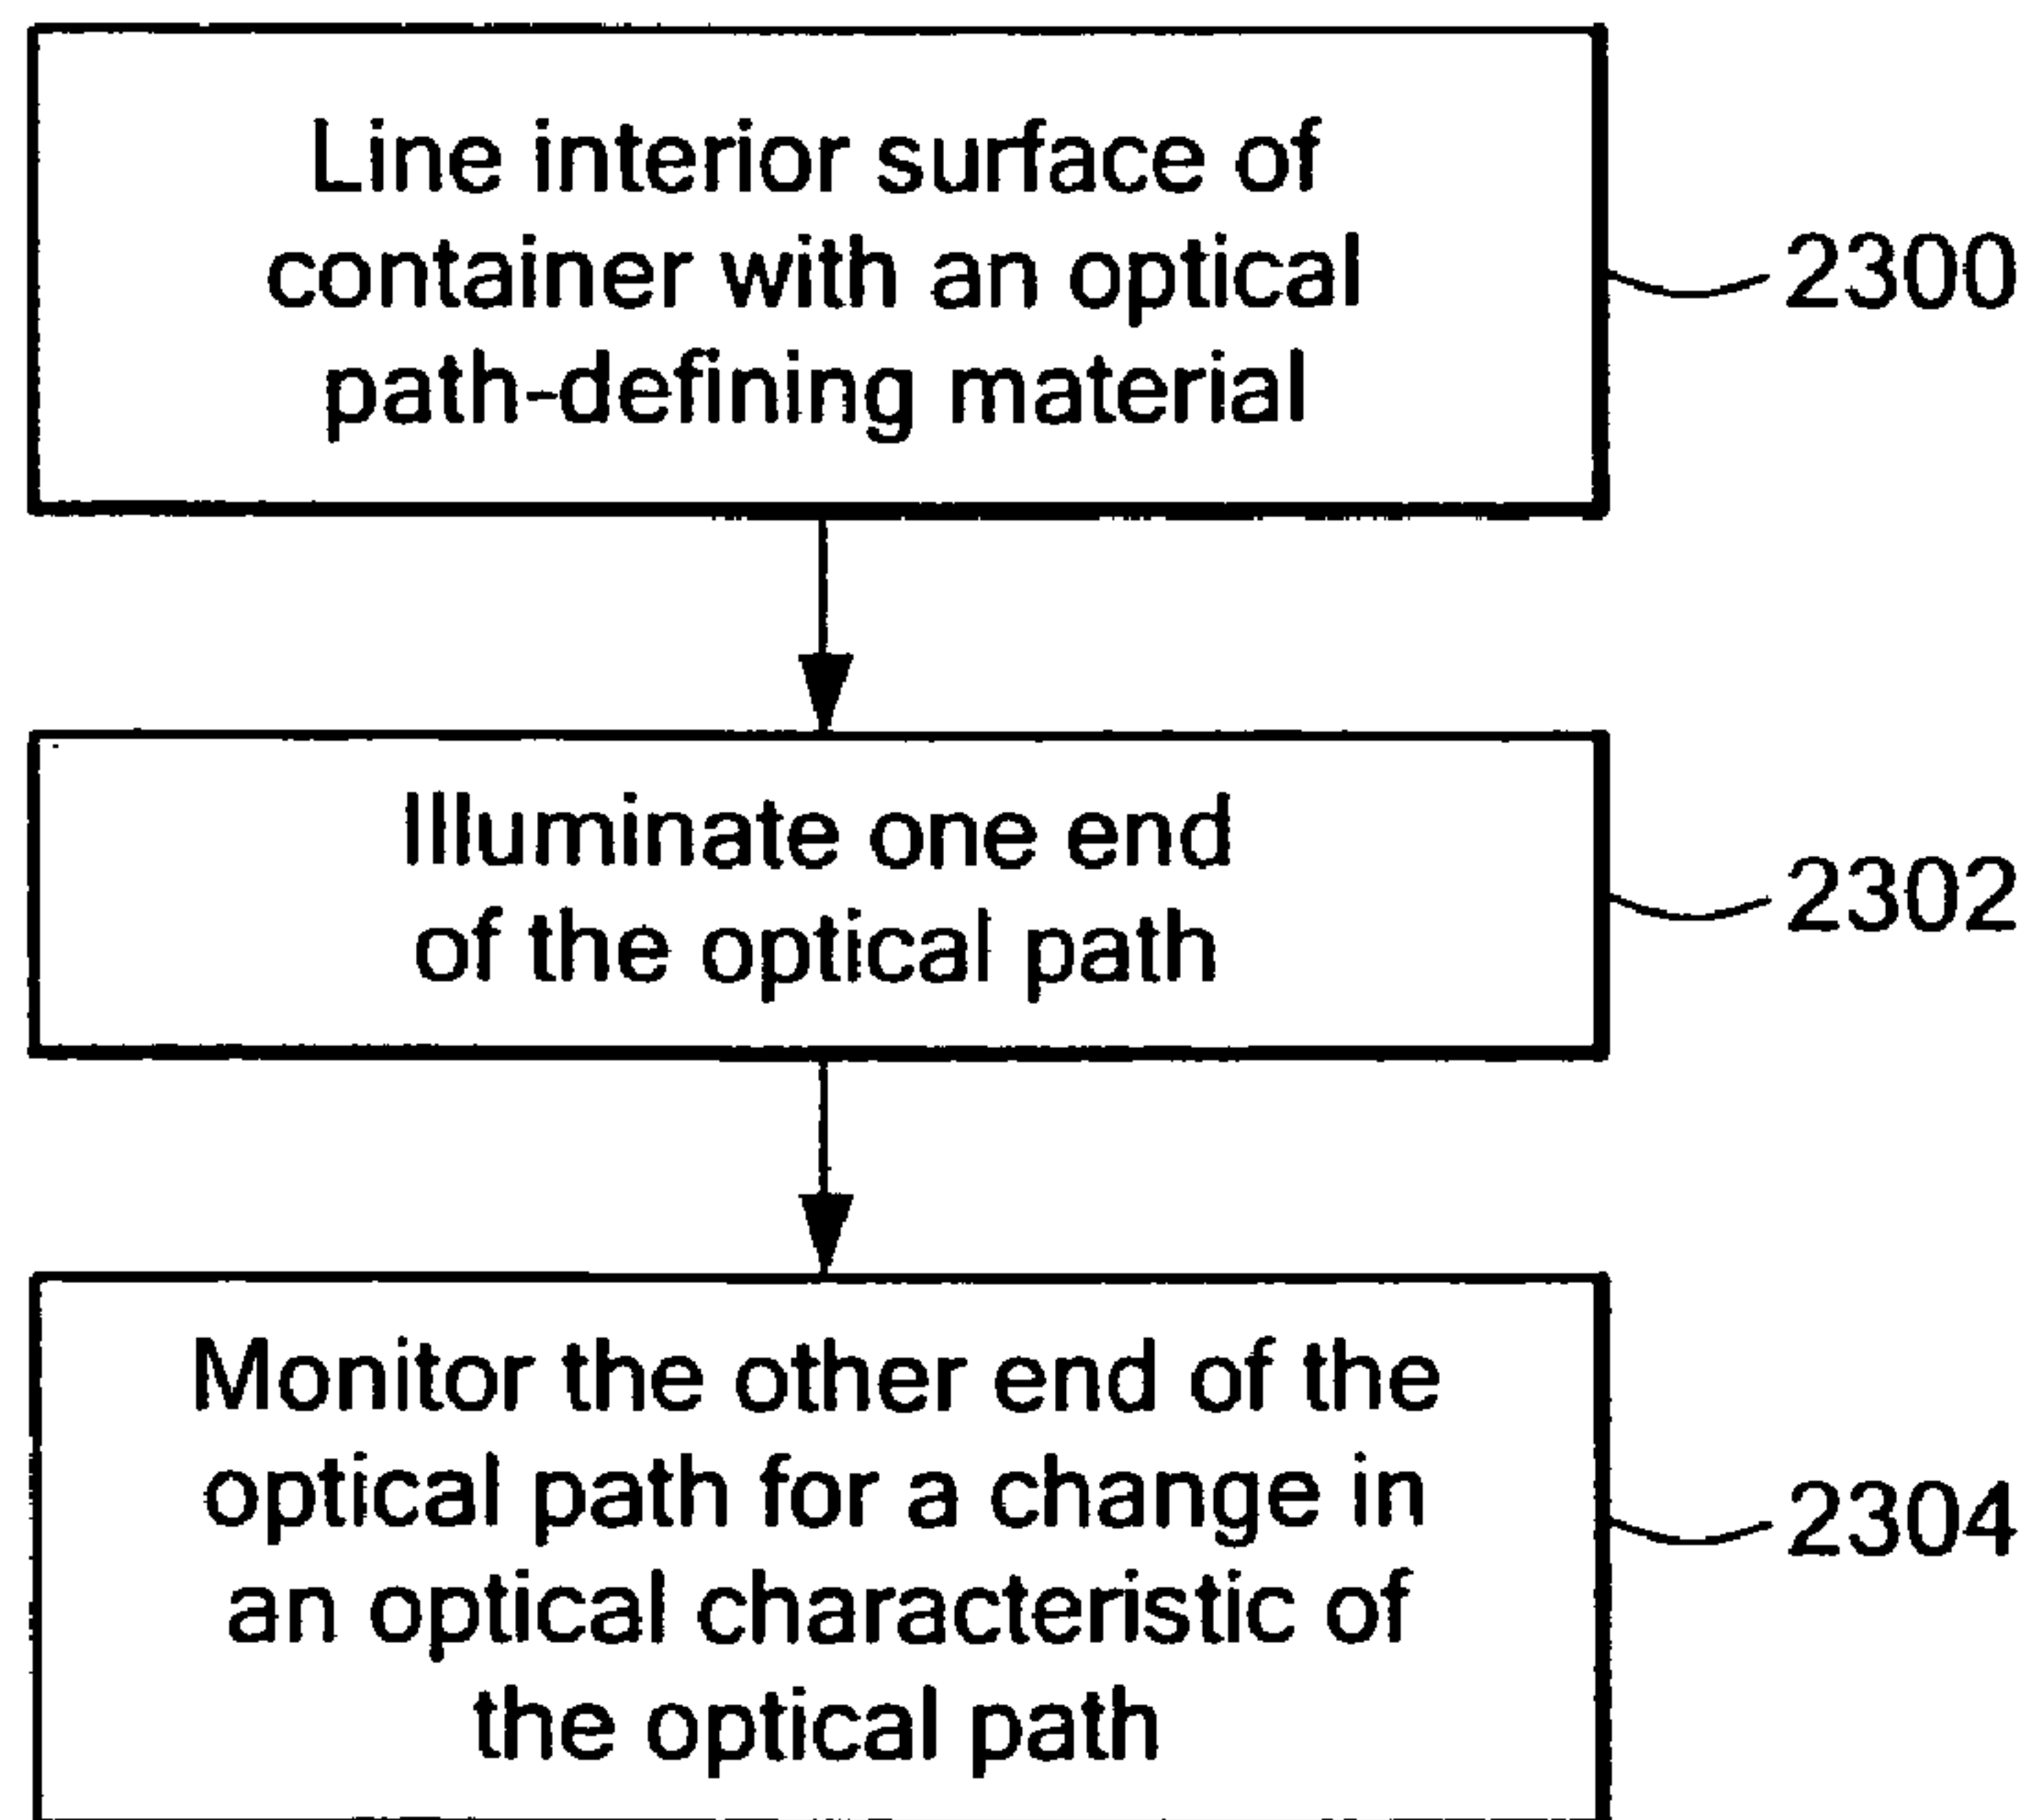 Line interior surface of
container with an optical
path-defining material
2300
Illuminate one end
of the optical path
2302
Monitor the other end of the
optical path for a change in
an optical characteristic of
the optical path
2304